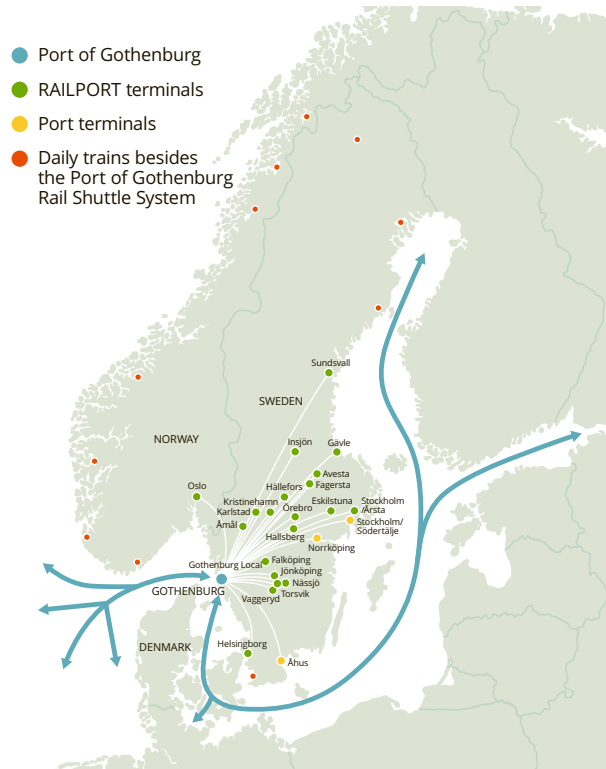 Port of Gothenburg
RAILPORT terminals
Port terminals
Daily trains besides
the Port of Gothenburg
Rail Shuttle System
Sundsvall
SWEDEN
NORWAY
Insjön
Gävle
Avesta
Fagersta
Oslo
Hällefors
Kristinehamn
Karlstad
Örebro
Eskilstuna
Stockholm
/Årsta
Åmål
Stockholm/
Södertälje
Hallsberg
Norrköping
Gothenburg Local
Falköping
Jönköping
GOTHENBURG
Nässjö
Torsvik
Vaggeryd
DENMARK
Helsingborg
Åhus